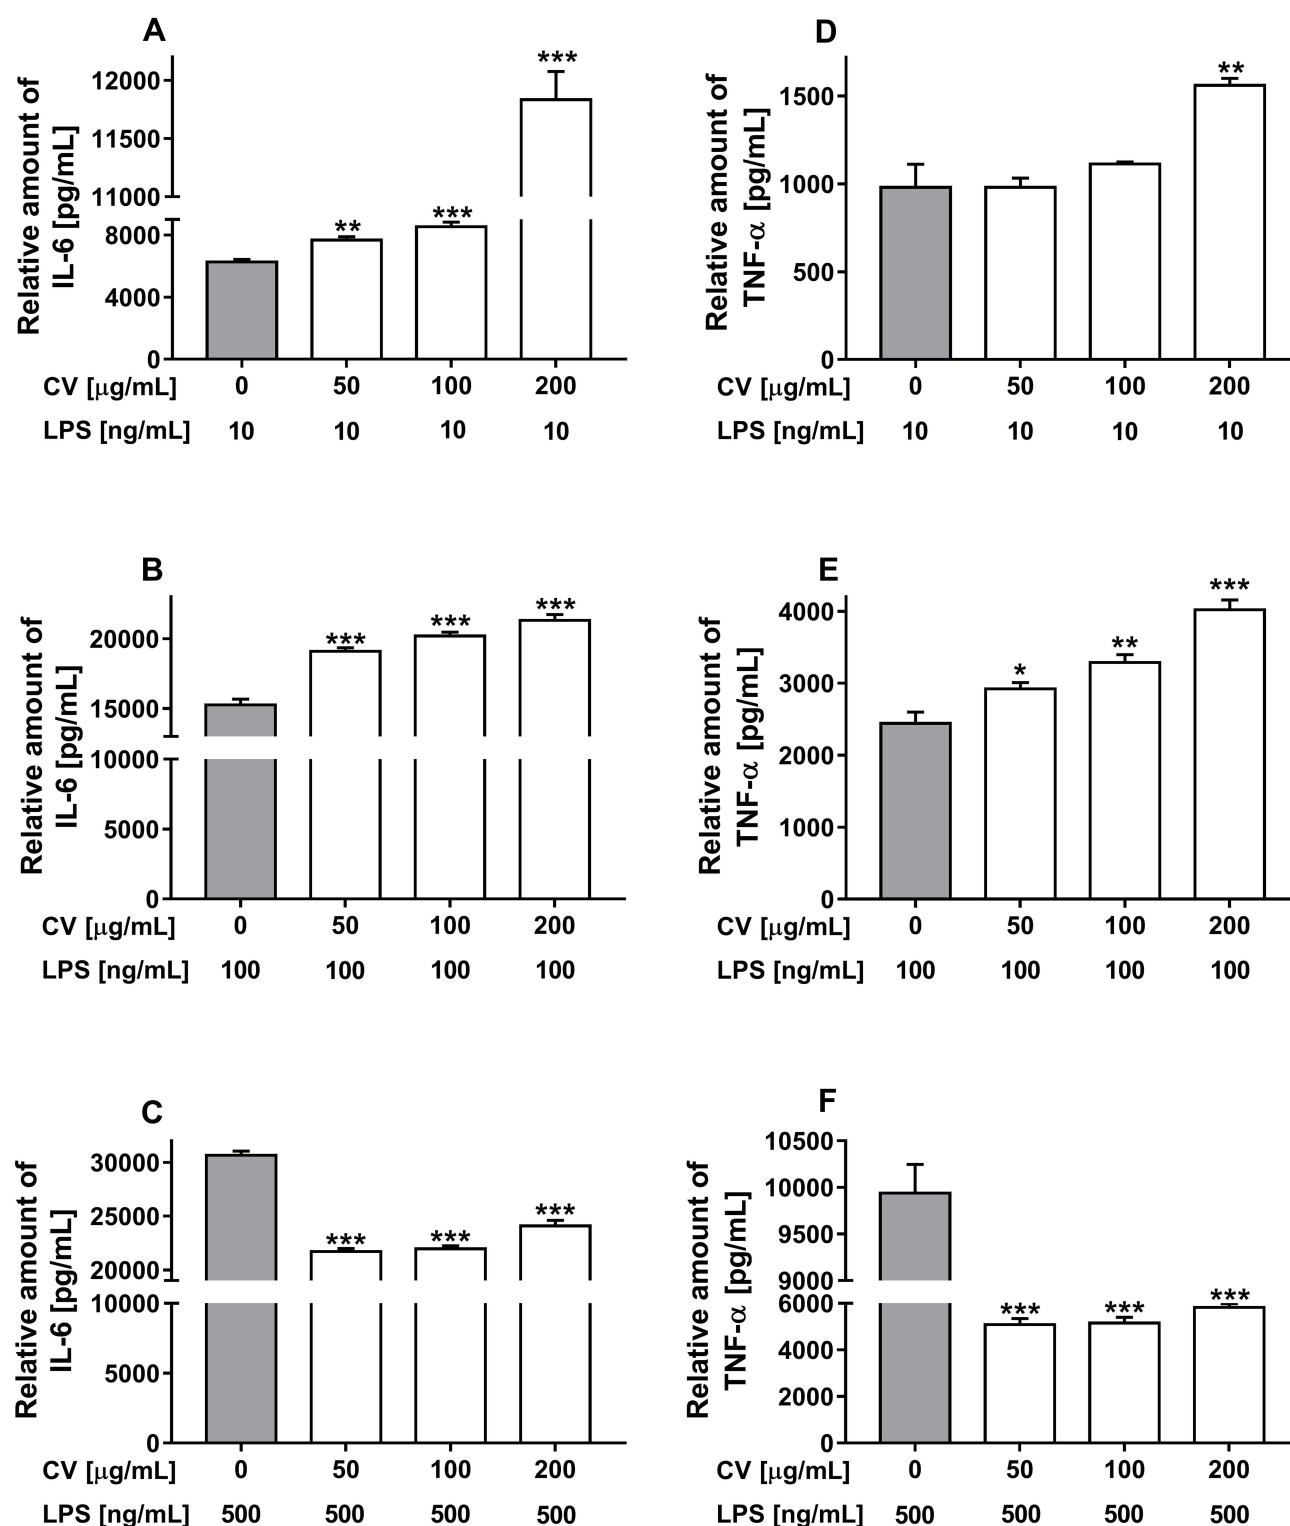 A
Relative amount of
IL-6 [pg/mL]
12000
***
11500
11000
8000
**
***
4000
0
CV [μg/mL] 0 50 100 200
LPS [ng/mL] 10 10 10 10
D
Relative amount of
TNF-α [pg/mL]
**
1500
1000
500
0
CV [μg/mL] 0 50 100 200
LPS [ng/mL] 10 10 10 10
B
Relative amount of
IL-6 [pg/mL]
***
***
***
20000
15000
10000
5000
0
CV [μg/mL] 0 50 100 200
LPS [ng/mL] 100 100 100 100
E
Relative amount of
TNF-α [pg/mL]
***
4000
**
*
3000
2000
1000
0
CV [μg/mL] 0 50 100 200
LPS [ng/mL] 100 100 100 100
C
Relative amount of
IL-6 [pg/mL]
30000
25000
***
***
***
20000
10000
5000
0
CV [μg/mL] 0 50 100 200
LPS [ng/mL] 500 500 500 500
F
Relative amount of
TNF-α [pg/mL]
10500
10000
9500
9000
6000
***
***
***
4000
2000
0
CV [μg/mL] 0 50 100 200
LPS [ng/mL] 500 500 500 500